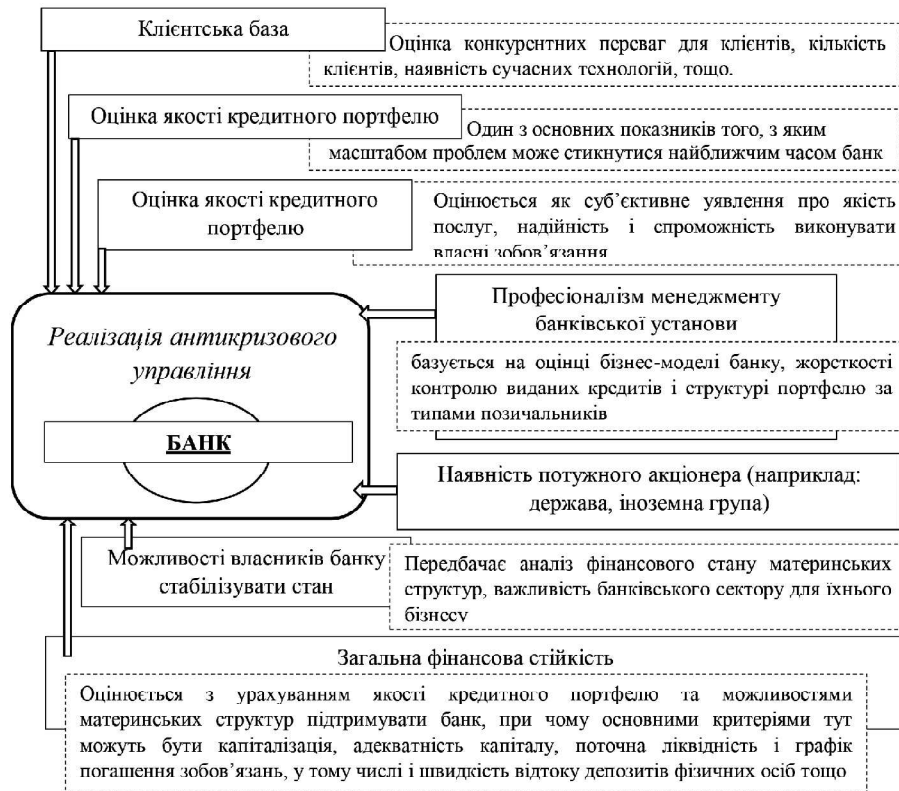 Клієнтська база
Оцінка конкурентних переваг для клієнтів, кількість
клієнтів, наявність сучасних технологій, тощо.
Оцінка якості кредитного портфелю
Один з основних показників того, з яким
масштабом проблем може стикнутися найближчим часом банк
Оцінка якості кредитного
портфелю
Оцінюється як суб’єктивне уявлення про якість
послуг, надійність і спроможність виконувати
власні зобов’язання
Професіоналізм менеджменту
банківської установи
базується на оцінці бізнес-моделі банку, жорсткості
контролю виданих кредитів і структурі портфелю за
типами позичальників
Реалізація антикризового
управління
БАНК
Наявність потужного акціонера (наприклад:
держава, іноземна група)
Можливості власників банку
стабілізувати стан
Передбачає аналіз фінансового стану материнських
структур, важливість банківського сектору для їхнього
бізнесу
Загальна фінансова стійкість
Оцінюється з урахуванням якості кредитного портфелю та можливостями
материнських структур підтримувати банк, при чому основними критеріями тут
можуть бути капіталізація, адекватність капіталу, поточна ліквідність і графік
погашення зобов’язань, у тому числі і швидкість відтоку депозитів фізичних осіб тощо